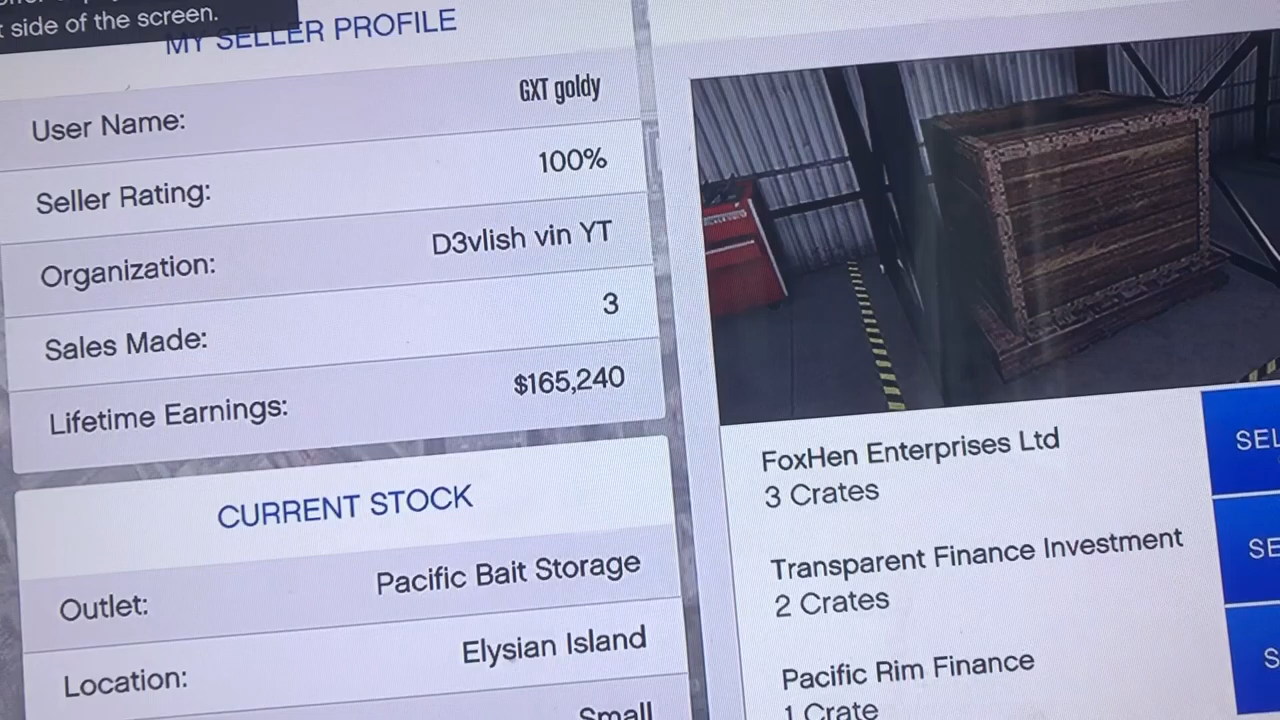 side of the screen.
MY SELLER PROFILE
User Name: GXT goldy
Seller Rating: 100%
Organization: D3vlish vin YT
Sales Made: 3
Lifetime Earnings: $165,240
CURRENT STOCK
Outlet: Pacific Bait Storage
Location: Elysian Island
Small
FoxHen Enterprises Ltd
3 Crates
Transparent Finance Investment
2 Crates
Pacific Rim Finance
1 Crate